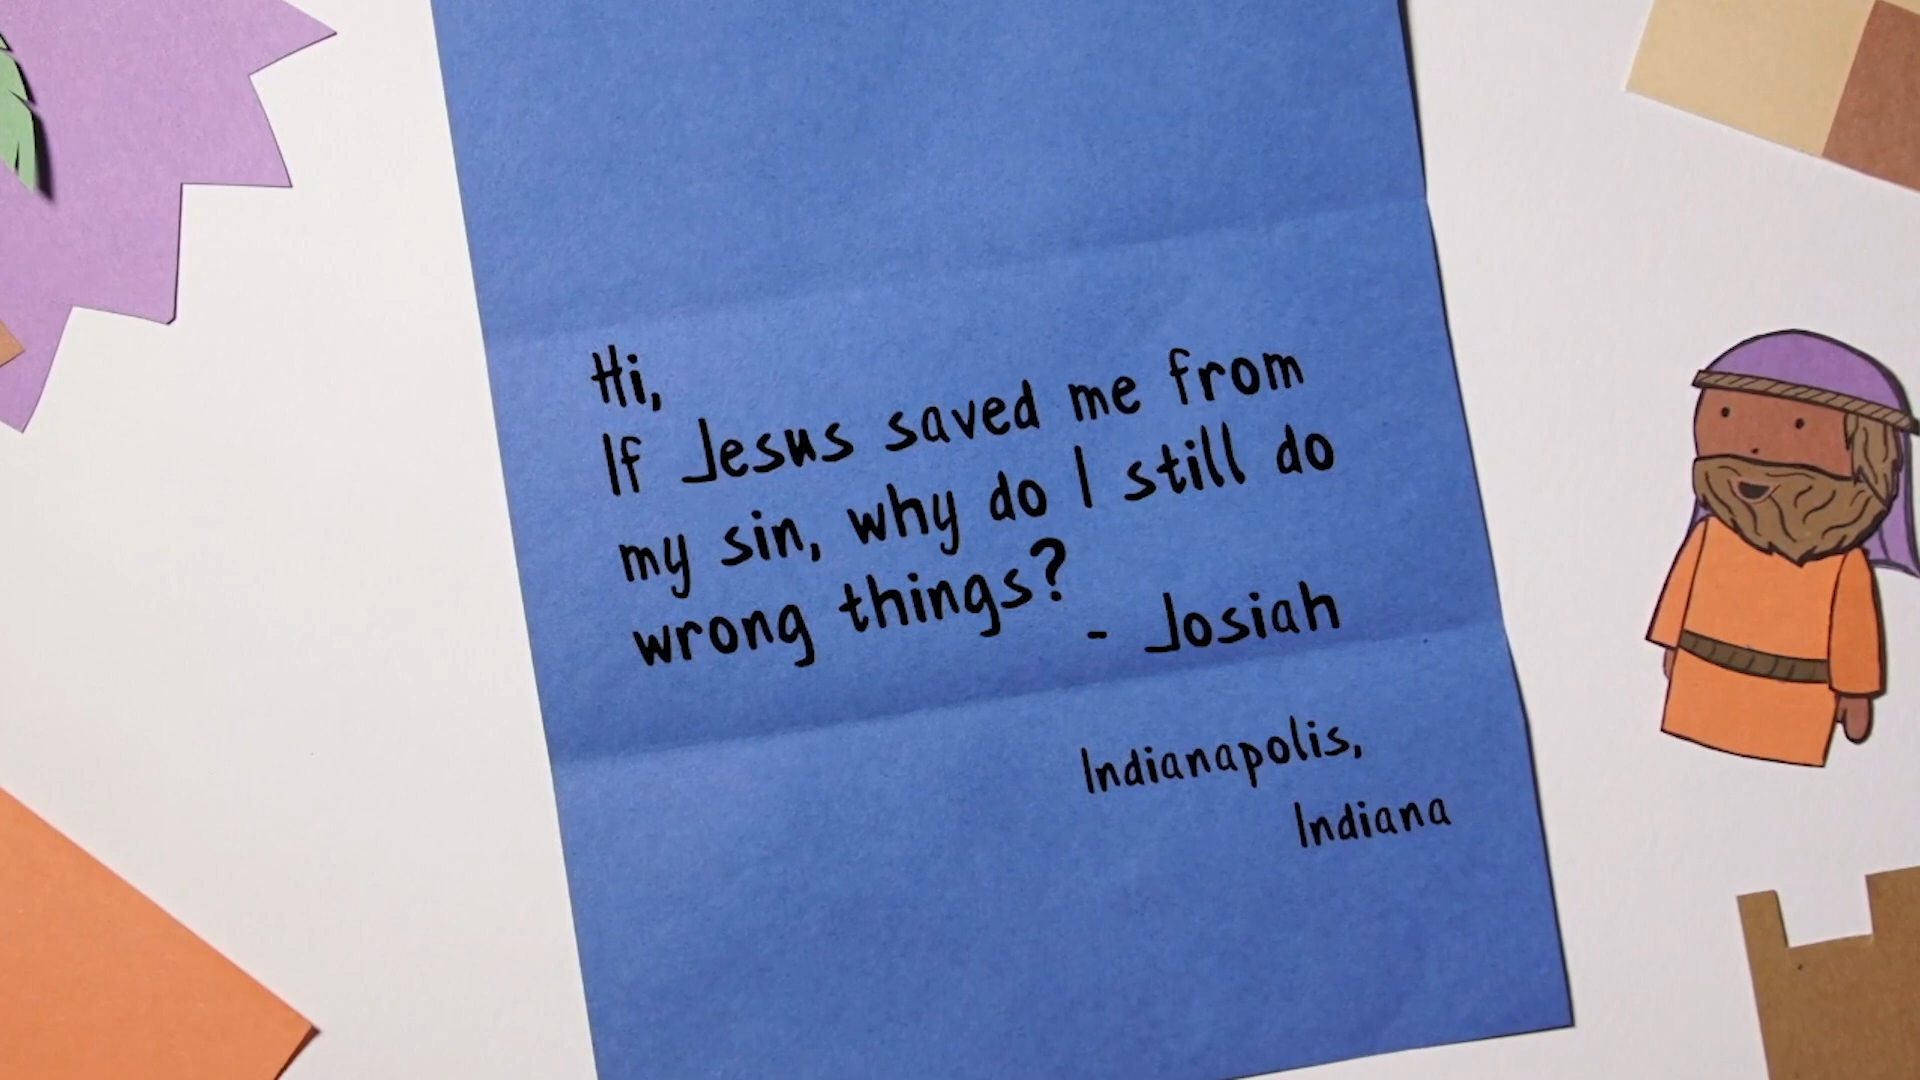 Hi,
If Jesus saved me from
my sin, why do I still do
wrong things?
- Josiah
Indianapolis,
Indiana